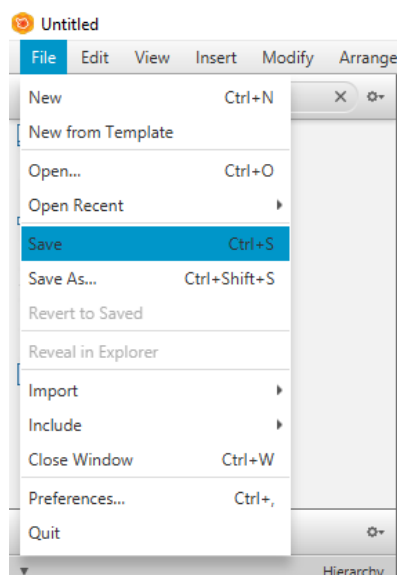 Untitled
File Edit View Insert Modify Arrange
New Ctrl+N
New from Template
Open... Ctrl+O
Open Recent
Save Ctrl+S
Save As... Ctrl+Shift+S
Revert to Saved
Reveal in Explorer
Import
Include
Close Window Ctrl+W
Preferences... Ctrl+,
Quit
Hierarchy